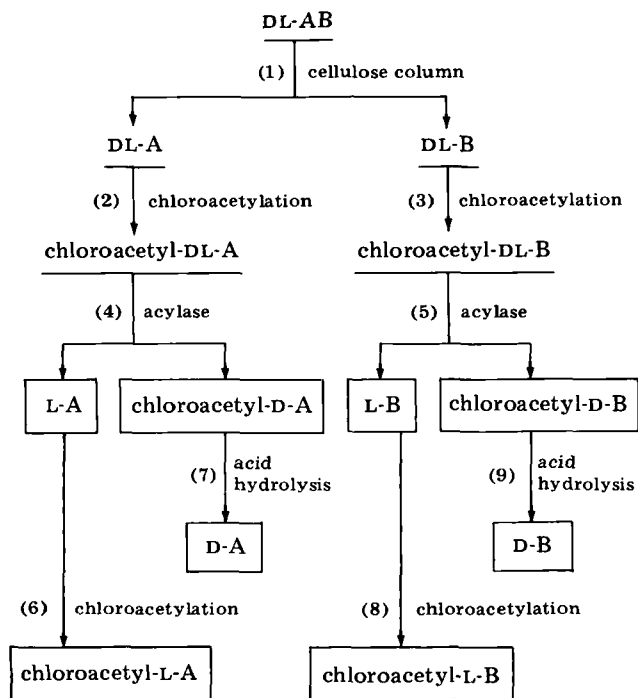 DL-AB
(1) cellulose column
DL-A DL-B
(2) chloroacetylation (3) chloroacetylation
chloroacetyl-DL-A chloroacetyl-DL-B
(4) acylase (5) acylase
L-A chloroacetyl-D-A L-B chloroacetyl-D-B
(7) acid hydrolysis (9) acid hydrolysis
D-A D-B
(6) chloroacetylation (8) chloroacetylation
chloroacetyl-L-A chloroacetyl-L-B